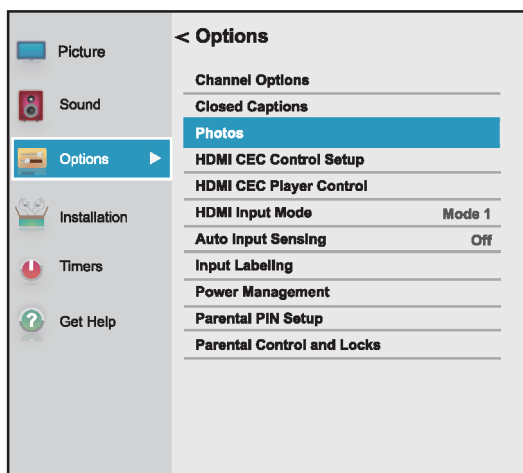 Picture
Sound
Options
Installation
Timers
Get Help
< Options
Channel Options
Closed Captions
Photos
HDMI CEC Control Setup
HDMI CEC Player Control
HDMI Input Mode Mode 1
Auto Input Sensing Off
Input Labeling
Power Management
Parental PIN Setup
Parental Control and Locks